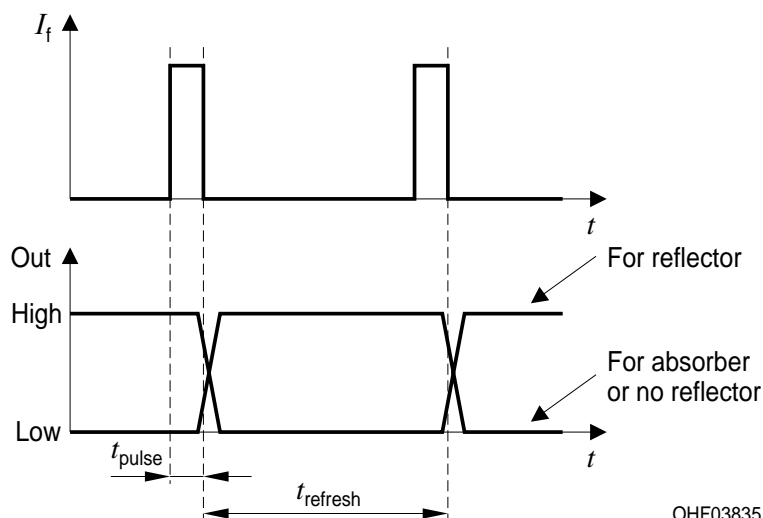 If
t
Out
For reflector
High
For absorber
or no reflector
Low
t
tpulse
trefresh
OHF03835